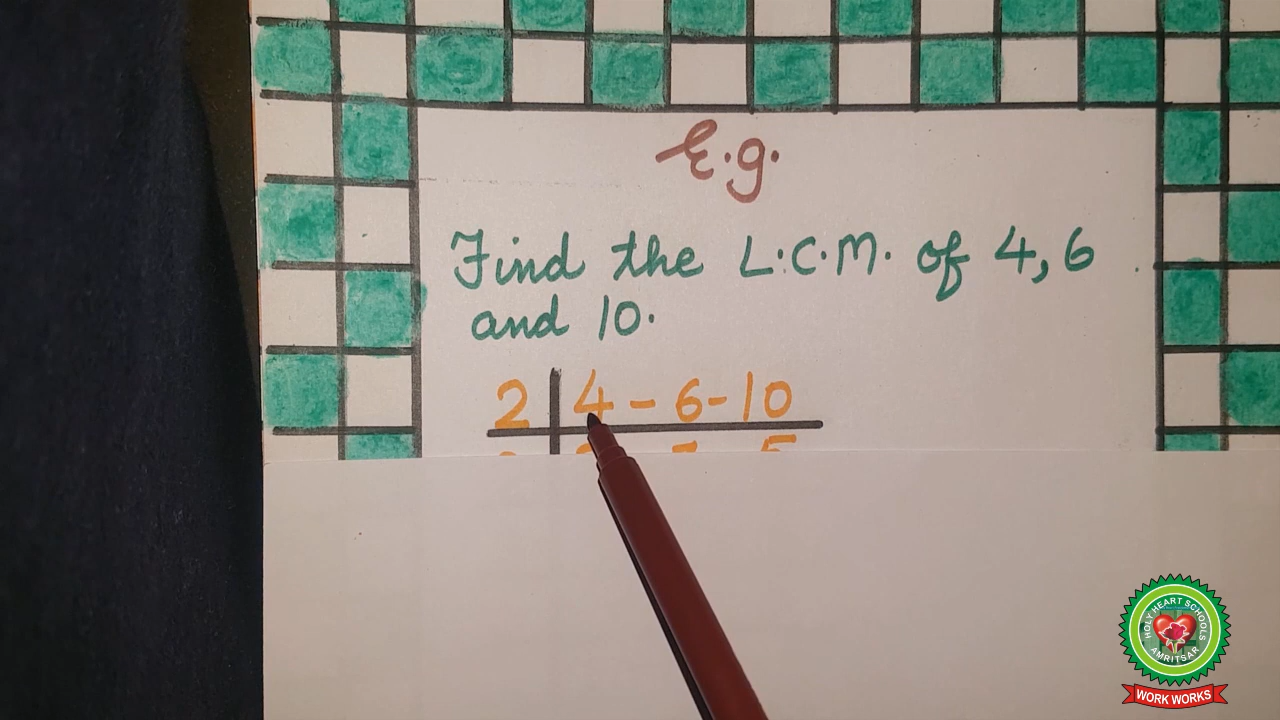 E.g.
Find the L.C.M. of 4, 6
and 10.
2 | 4 - 6 - 10
HOLY HEART SCHOOLS
AMRITSAR
WORK WORKS